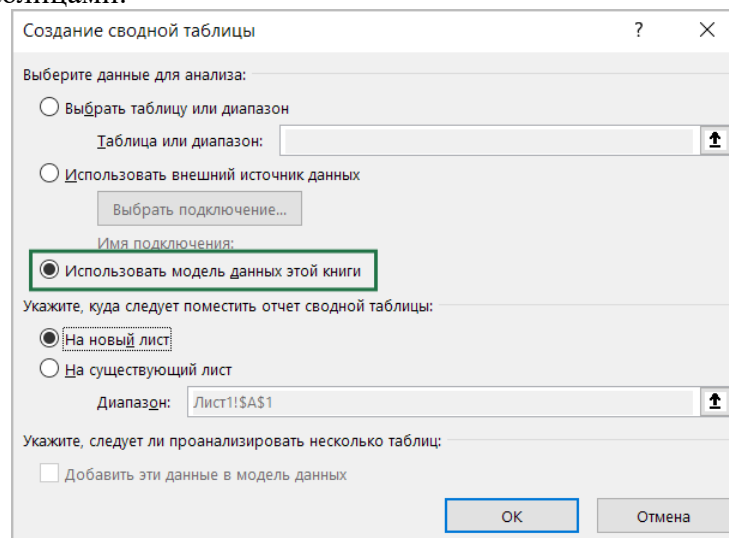 Создание сводной таблицы ? ×
Выберите данные для анализа:
Выбрать таблицу или диапазон
Таблица или диапазон:
Использовать внешний источник данных
Выбрать подключение...
Имя подключения:
Использовать модель данных этой книги
Укажите, куда следует поместить отчет сводной таблицы:
На новый лист
На существующий лист
Диапазон: Лист1!$A$1
Укажите, следует ли проанализировать несколько таблиц:
Добавить эти данные в модель данных
ОК Отмена